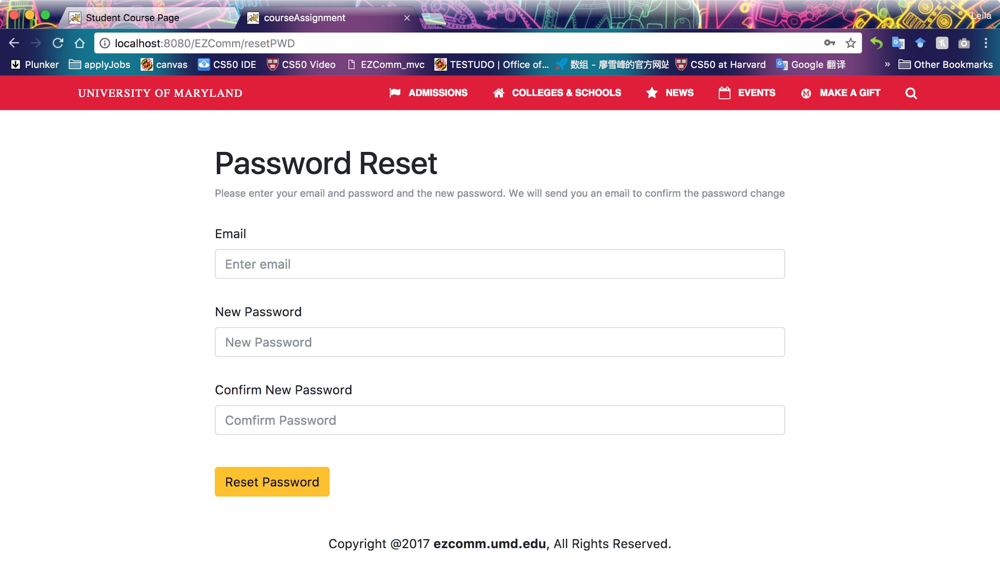 Student Course Page courseAssignment Leila
localhost:8080/EZComm/resetPWD
Plunker applyJobs canvas CS50 IDE CS50 Video EZComm_mvc TESTUDO | Office of... 数组 - 廖雪峰的官方网站 CS50 at Harvard Google 翻译 » Other Bookmarks
UNIVERSITY OF MARYLAND ADMISSIONS COLLEGES & SCHOOLS NEWS EVENTS M MAKE A GIFT
Password Reset
Please enter your email and password and the new password. We will send you an email to confirm the password change
Email
Enter email
New Password
New Password
Confirm New Password
Comfirm Password
Reset Password
Copyright @2017 ezcomm.umd.edu, All Rights Reserved.